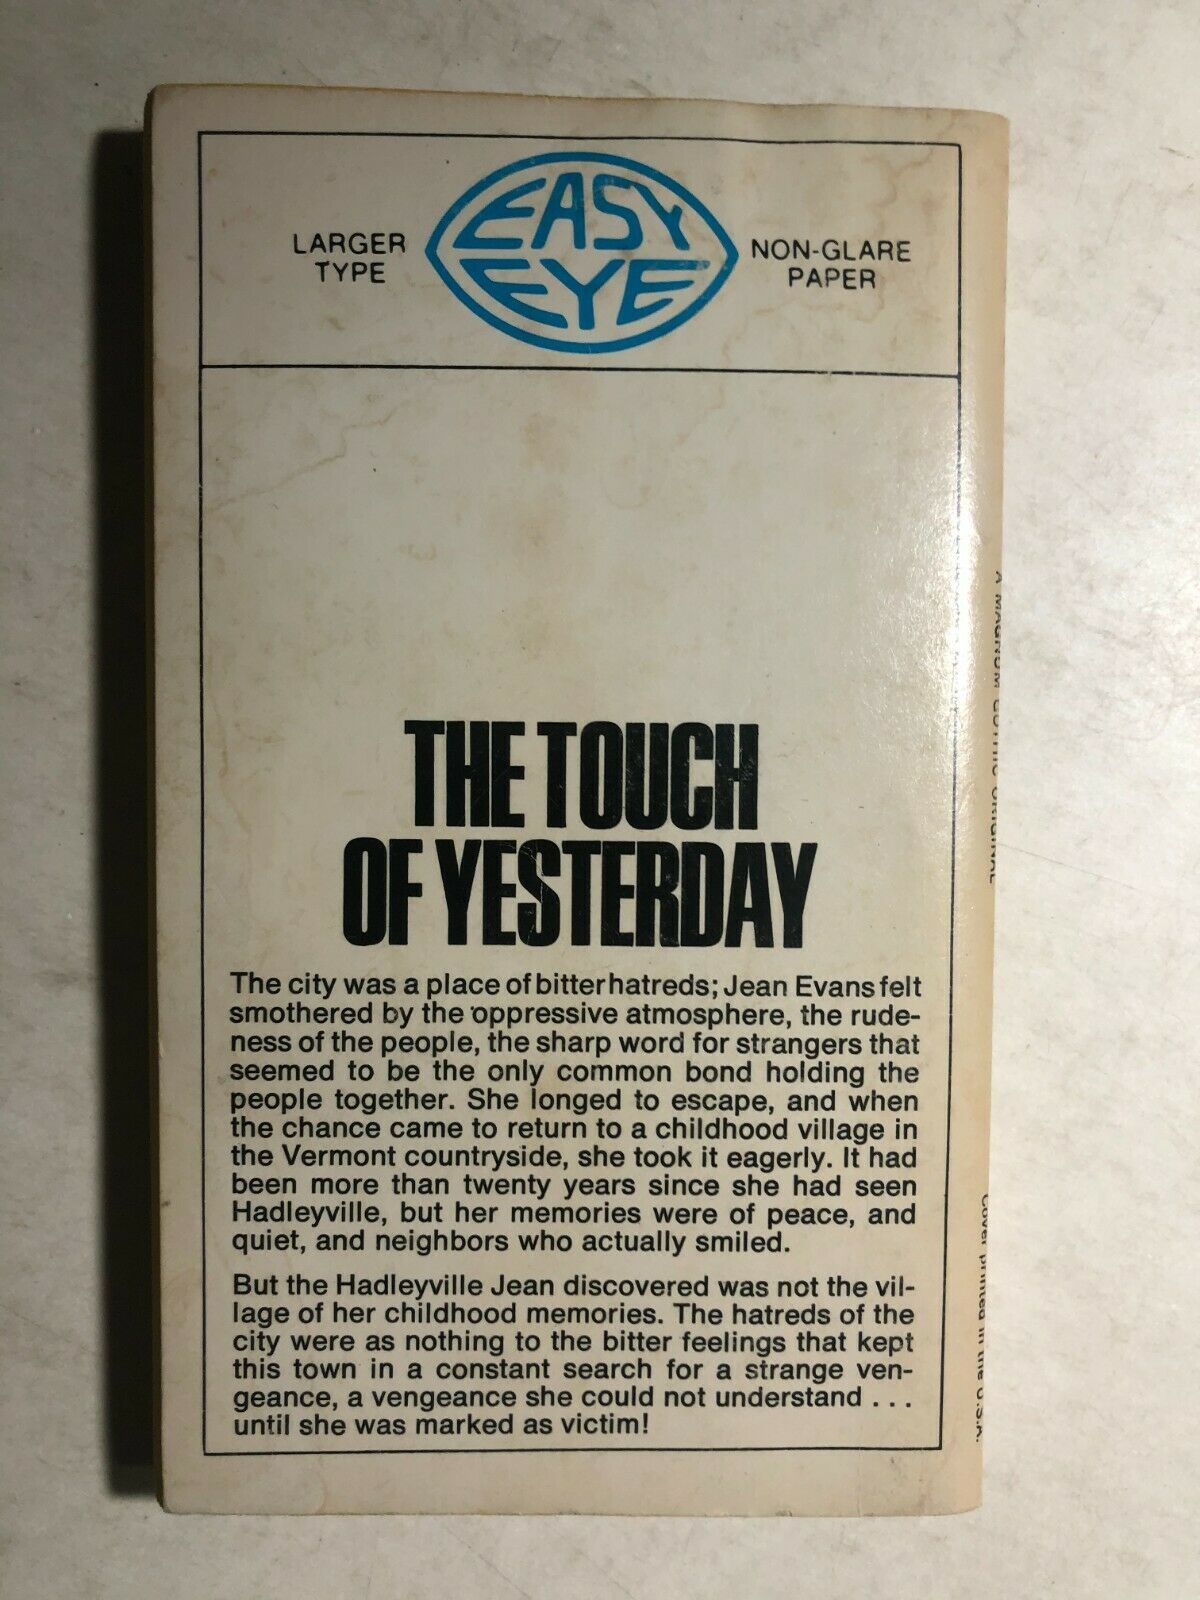 LARGER
TYPE
EASY
EYE
NON-GLARE
PAPER
THE TOUCH
OF YESTERDAY
The city was a place of bitter hatreds; Jean Evans felt
smothered by the oppressive atmosphere, the rude-
ness of the people, the sharp word for strangers that
seemed to be the only common bond holding the
people together. She longed to escape, and when
the chance came to return to a childhood village in
the Vermont countryside, she took it eagerly. It had
been more than twenty years since she had seen
Hadleyville, but her memories were of peace, and
quiet, and neighbors who actually smiled.
But the Hadleyville Jean discovered was not the vil-
lage of her childhood memories. The hatreds of the
city were as nothing to the bitter feelings that kept
this town in a constant search for a strange ven-
geance, a vengeance she could not understand . . .
until she was marked as victim!
A MAGNUM GOTHIC ORIGINAL
Cover printed in the U.S.A.